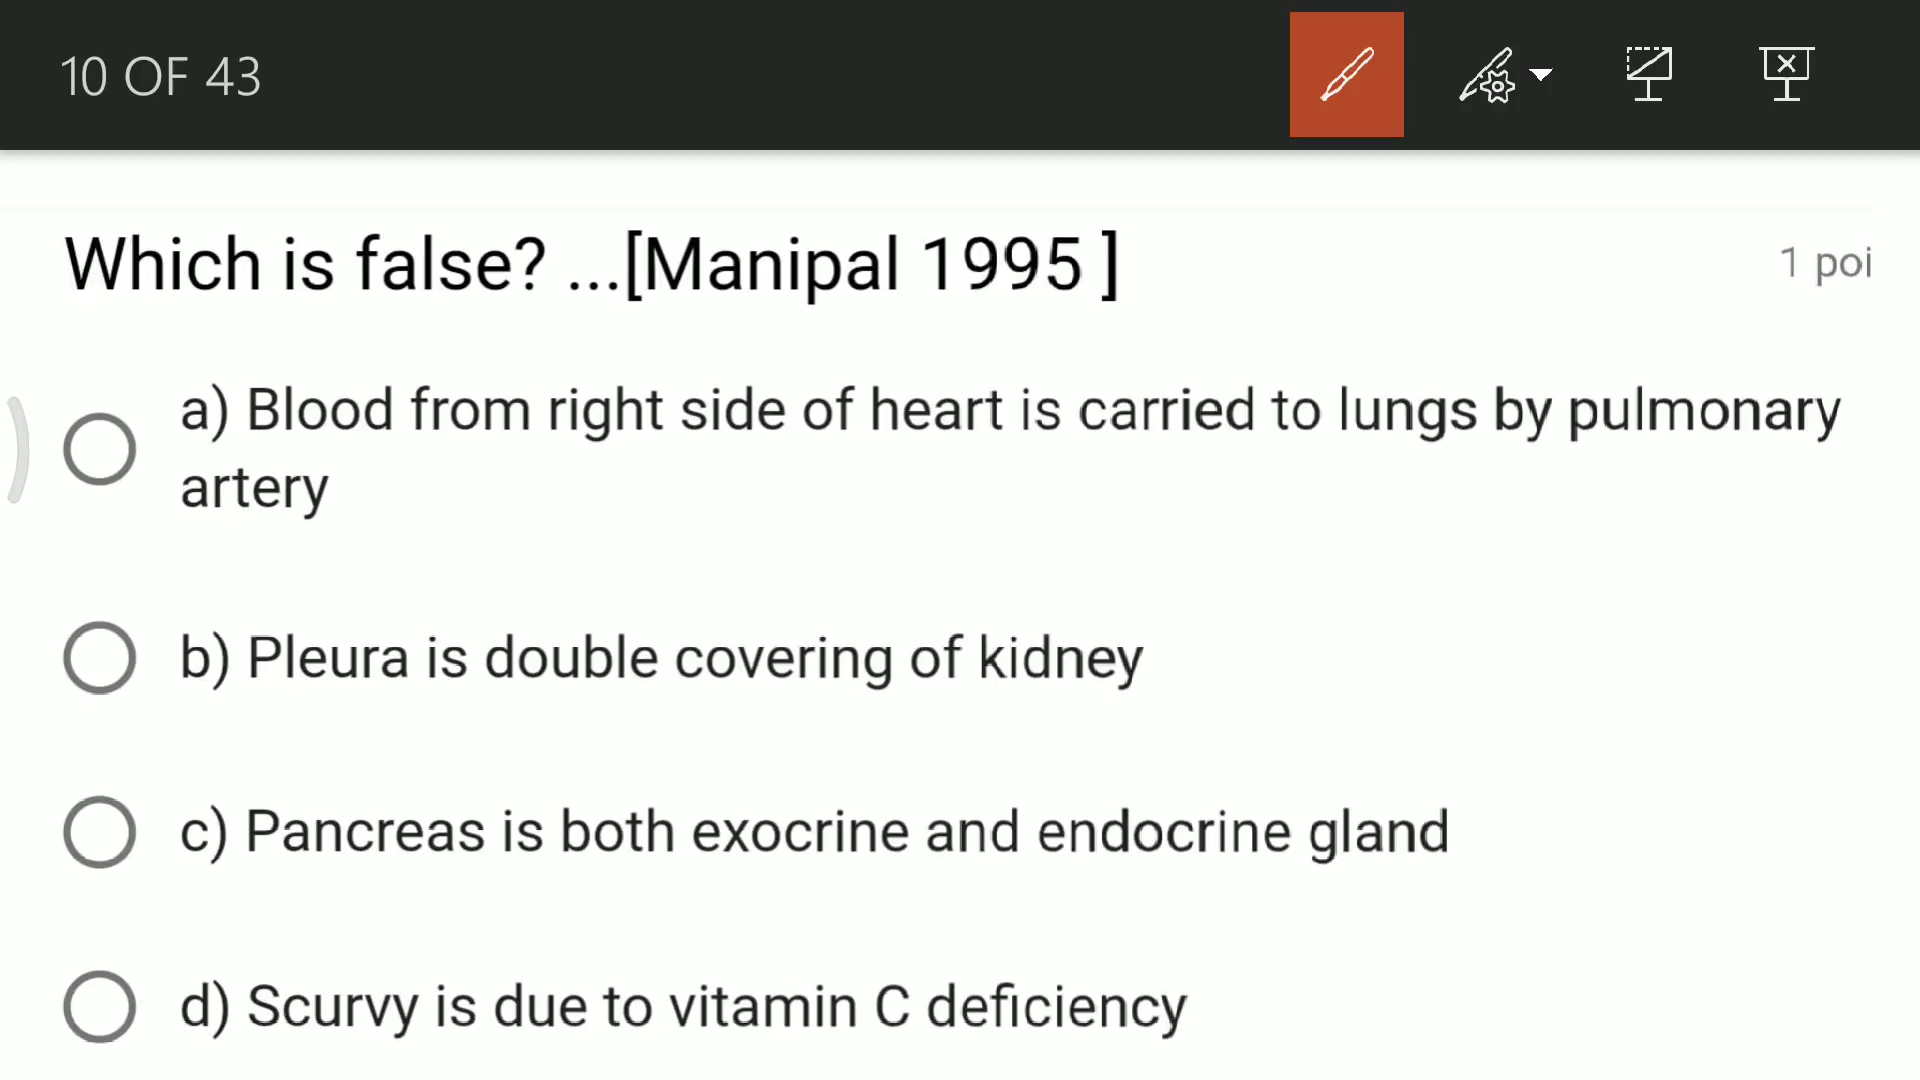 10 OF 43
Which is false? ...[Manipal 1995 ]
1 poi
a) Blood from right side of heart is carried to lungs by pulmonary
artery
b) Pleura is double covering of kidney
c) Pancreas is both exocrine and endocrine gland
d) Scurvy is due to vitamin C deficiency